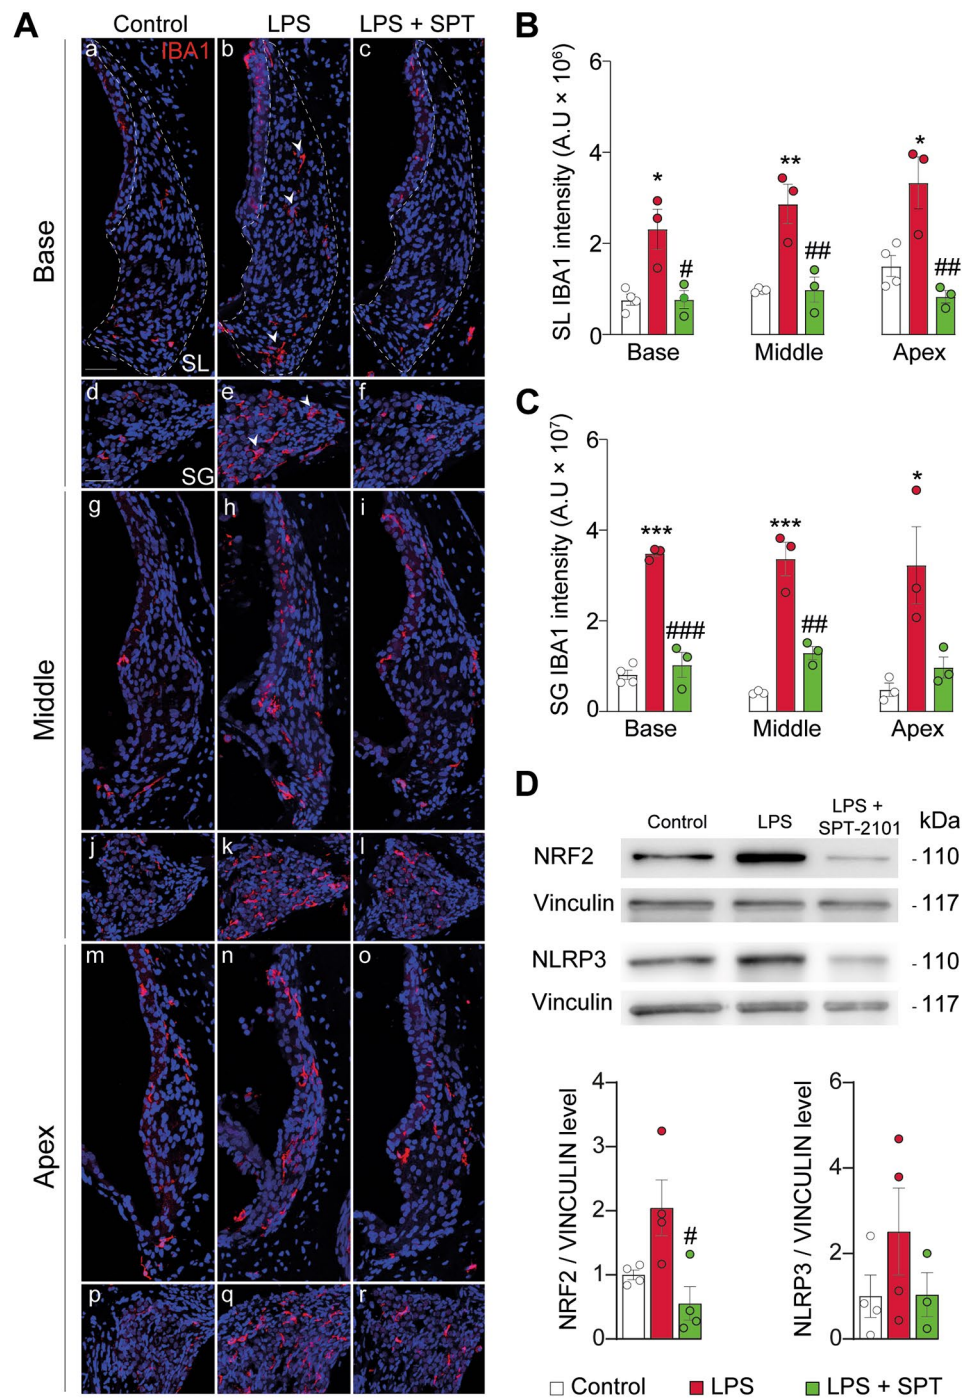 A
Control
LPS
LPS + SPT
a
IBA1
b
c
Base
SL
d
e
f
SG
g
h
i
Middle
j
k
l
m
n
o
Apex
p
q
r
B
SL IBA1 intensity (A.U × 10⁶)
6
4
2
0
*
#
**
##
*
##
Base
Middle
Apex
C
SG IBA1 intensity (A.U × 10⁷)
6
4
2
0
***
###
***
##
*
Base
Middle
Apex
D
Control
LPS
LPS +
SPT-2101
kDa
NRF2
- 110
Vinculin
- 117
NLRP3
- 110
Vinculin
- 117
NRF2 / VINCULIN level
4
3
2
1
0
#
NLRP3 / VINCULIN level
6
4
2
0
Control
LPS
LPS + SPT